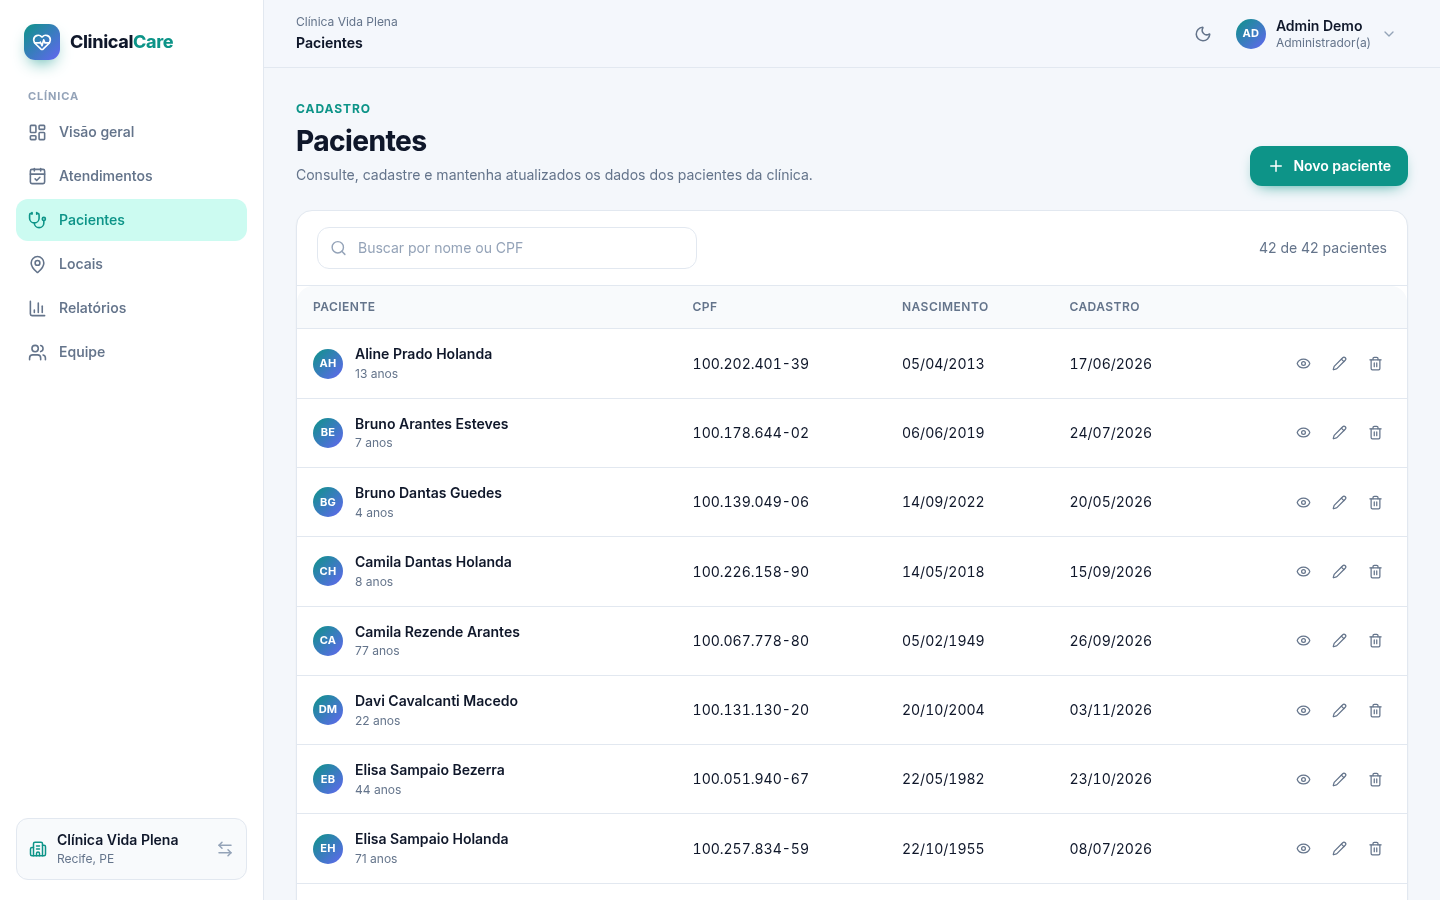 ClinicalCare
CLÍNICA
Visão geral
Atendimentos
Pacientes
Locais
Relatórios
Equipe
Clínica Vida Plena
Recife, PE
Clínica Vida Plena
Pacientes
AD
Admin Demo
Administrador(a)
CADASTRO
Pacientes
Consulte, cadastre e mantenha atualizados os dados dos pacientes da clínica.
Novo paciente
Buscar por nome ou CPF
42 de 42 pacientes
PACIENTE CPF NASCIMENTO CADASTRO
AH Aline Prado Holanda 100.202.401-39 05/04/2013 17/06/2026
13 anos
BE Bruno Arantes Esteves 100.178.644-02 06/06/2019 24/07/2026
7 anos
BG Bruno Dantas Guedes 100.139.049-06 14/09/2022 20/05/2026
4 anos
CH Camila Dantas Holanda 100.226.158-90 14/05/2018 15/09/2026
8 anos
CA Camila Rezende Arantes 100.067.778-80 05/02/1949 26/09/2026
77 anos
DM Davi Cavalcanti Macedo 100.131.130-20 20/10/2004 03/11/2026
22 anos
EB Elisa Sampaio Bezerra 100.051.940-67 22/05/1982 23/10/2026
44 anos
EH Elisa Sampaio Holanda 100.257.834-59 22/10/1955 08/07/2026
71 anos